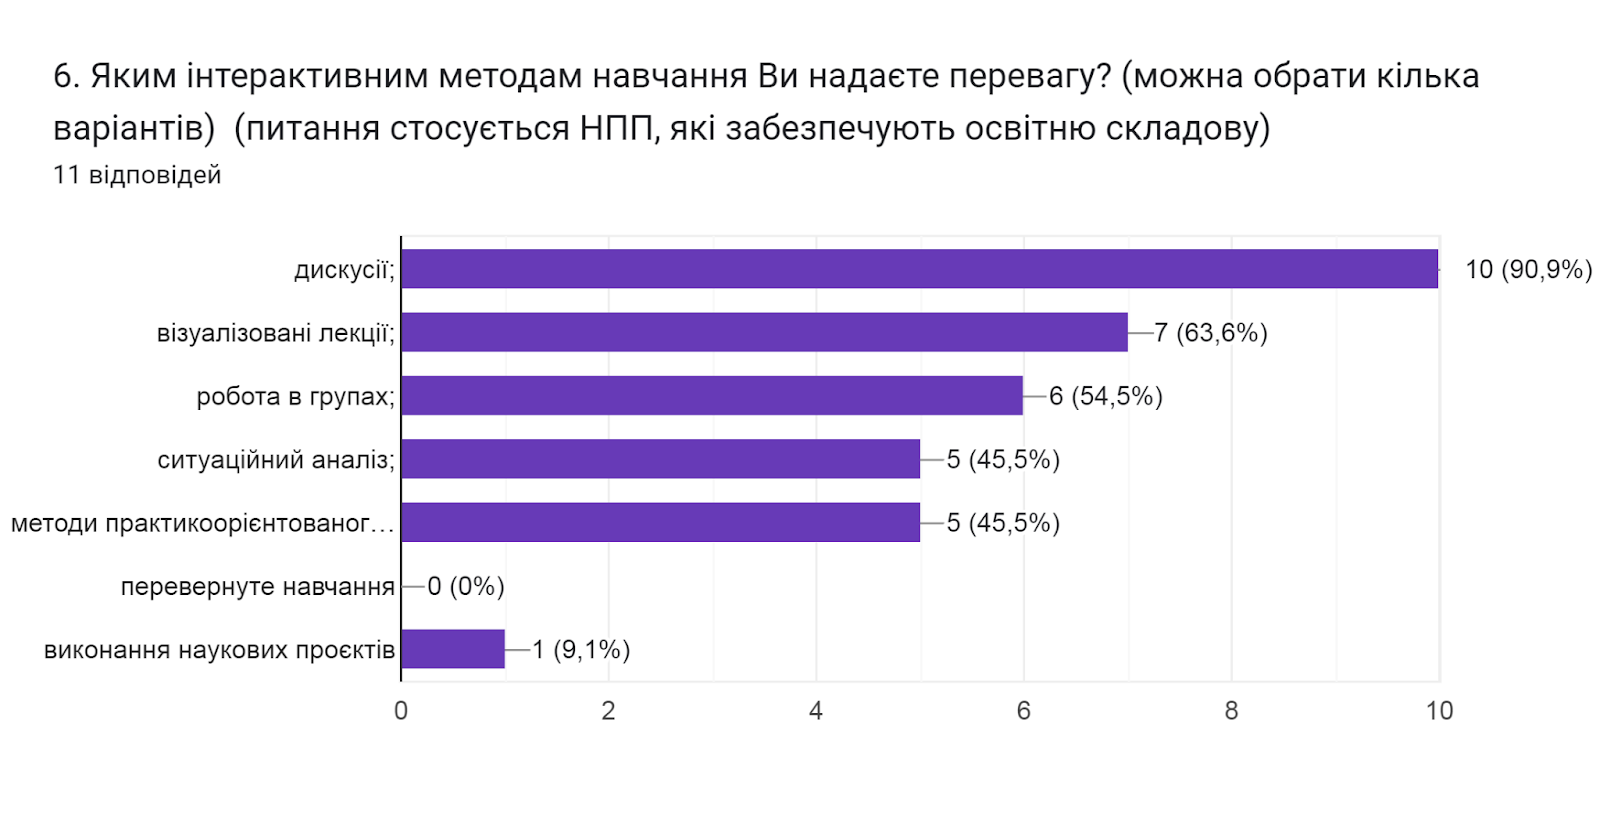 6. Яким інтерактивним методам навчання Ви надаєте перевагу? (можна обрати кілька
варіантів)  (питання стосується НПП, які забезпечують освітню складову)
11 відповідей
дискусії;
10 (90,9%)
візуалізовані лекції;
7 (63,6%)
робота в групах;
6 (54,5%)
ситуаційний аналіз;
5 (45,5%)
методи практикоорієнтованог…
5 (45,5%)
перевернуте навчання
0 (0%)
виконання наукових проєктів
1 (9,1%)
0 2 4 6 8 10